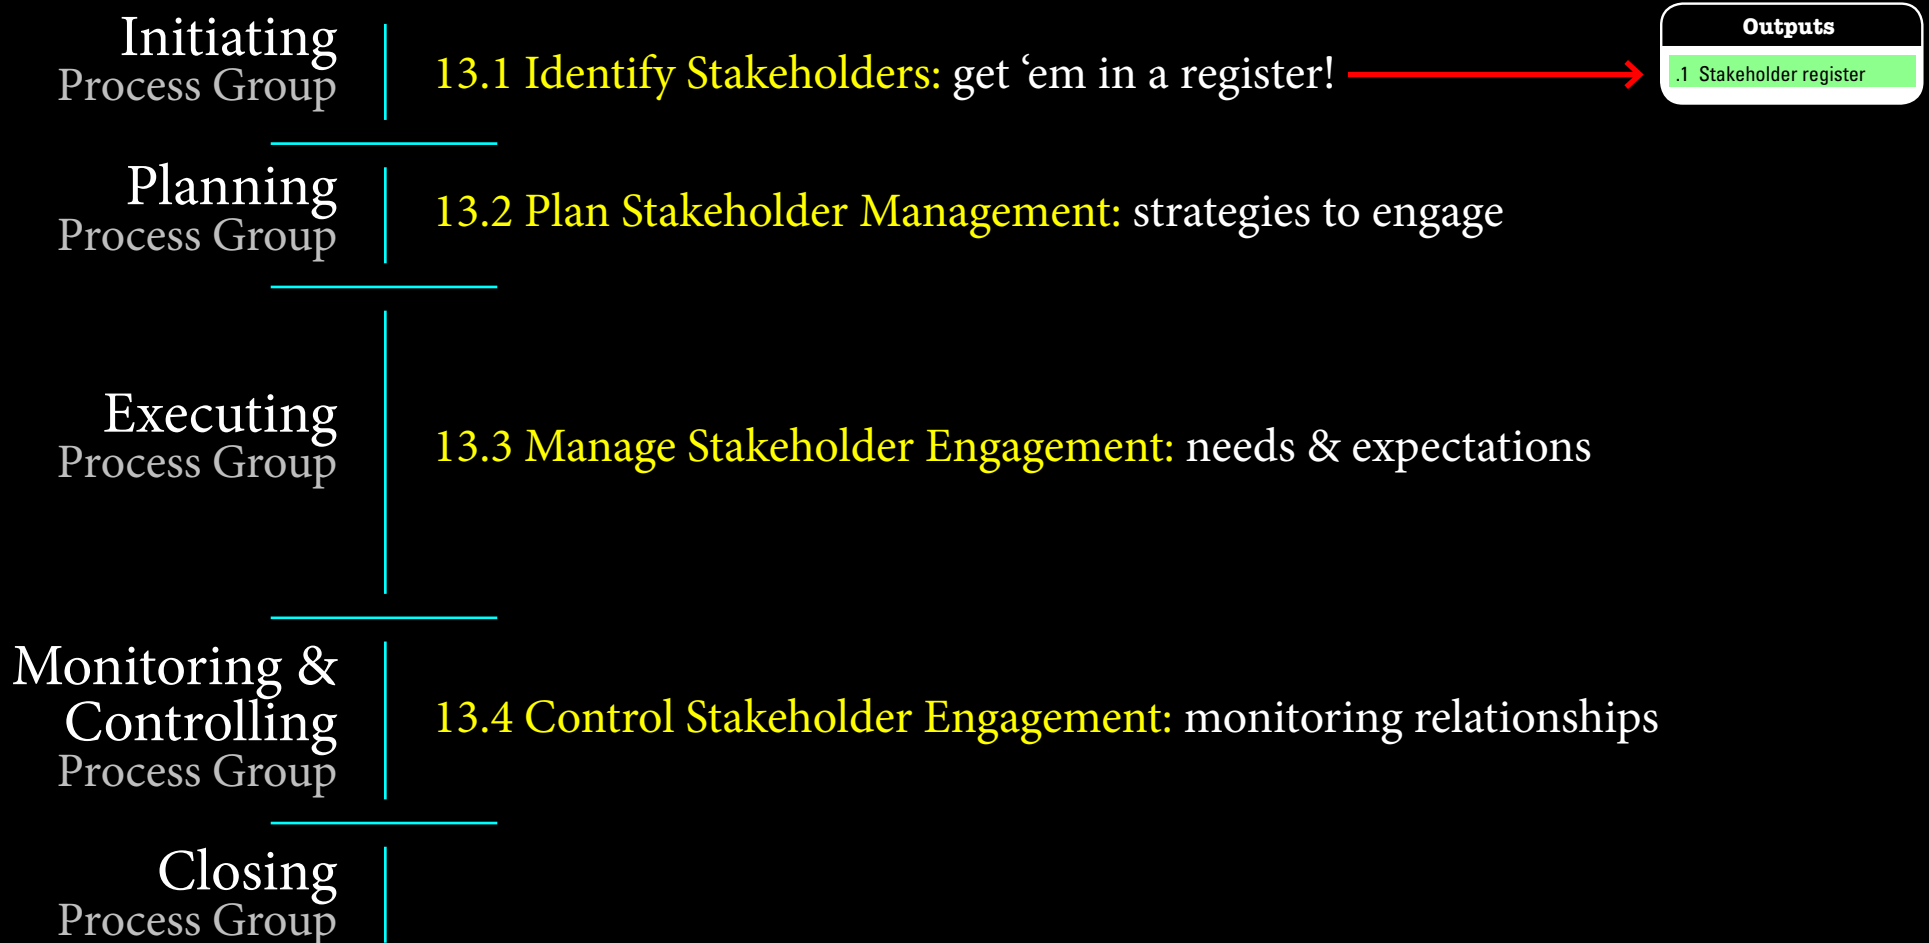 Initiating
Process Group
13.1 Identify Stakeholders: get ‘em in a register!
Outputs
.1 Stakeholder register
Planning
Process Group
13.2 Plan Stakeholder Management: strategies to engage
Executing
Process Group
13.3 Manage Stakeholder Engagement: needs & expectations
Monitoring &
Controlling
Process Group
13.4 Control Stakeholder Engagement: monitoring relationships
Closing
Process Group